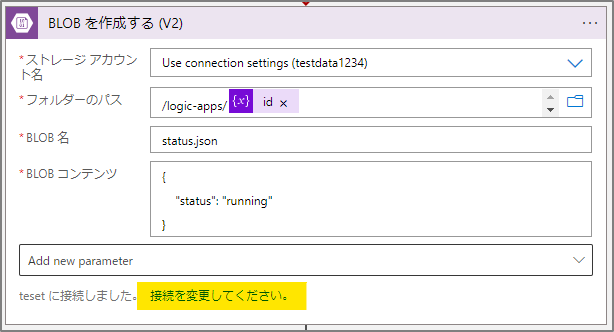 BLOB を作成する (V2)
* ストレージ アカウント名
Use connection settings (testdata1234)
* フォルダーのパス
/logic-apps/ {x} id ×
* BLOB 名
status.json
* BLOB コンテンツ
{
"status": "running"
}
Add new parameter
teset に接続しました。 接続を変更してください。